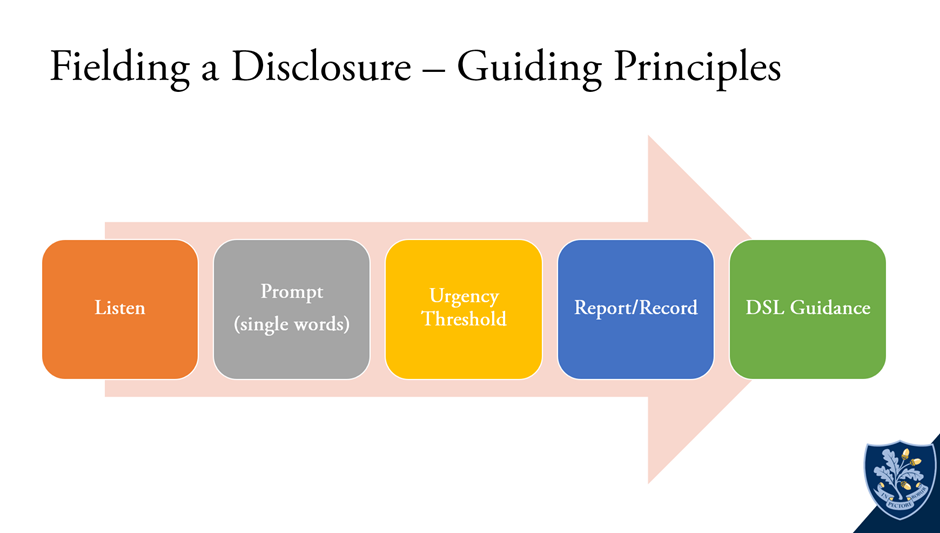 Fielding a Disclosure – Guiding Principles
Listen
Prompt
(single words)
Urgency
Threshold
Report/Record
DSL Guidance